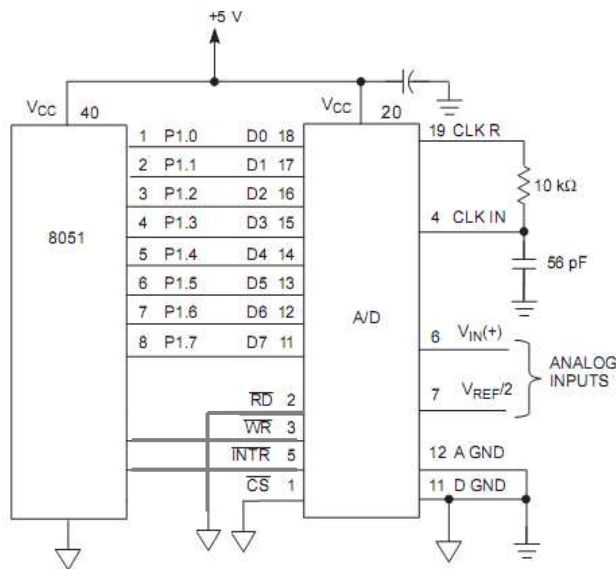 +5 V
VCC 40
VCC 20
8051
1 P1.0 D0 18
2 P1.1 D1 17
3 P1.2 D2 16
4 P1.3 D3 15
5 P1.4 D4 14
6 P1.5 D5 13
7 P1.6 D6 12
8 P1.7 D7 11
RD 2
WR 3
INTR 5
CS 1
A/D
19 CLK R
10 kΩ
4 CLK IN
56 pF
6 VIN(+)
7 VREF/2
ANALOG
INPUTS
12 A GND
11 D GND